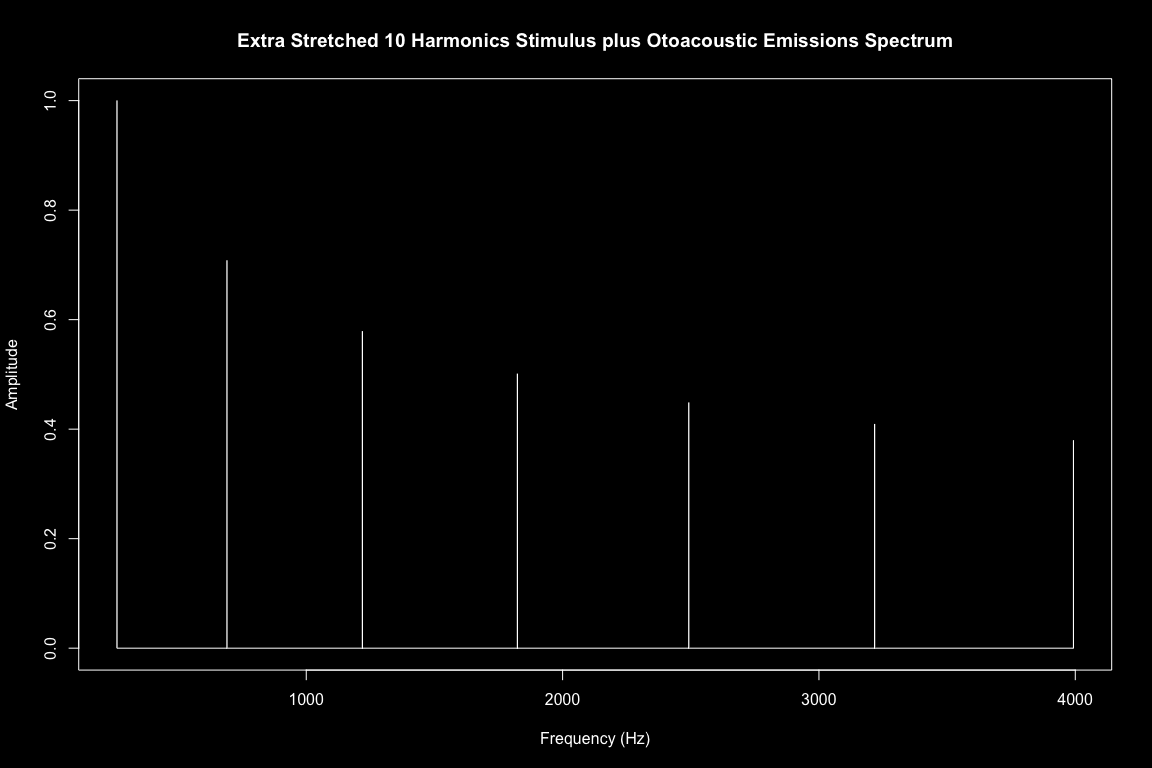 Extra Stretched 10 Harmonics Stimulus plus Otoacoustic Emissions Spectrum
1.0
0.8
0.6
0.4
0.2
0.0
Amplitude
1000 2000 3000 4000
Frequency (Hz)